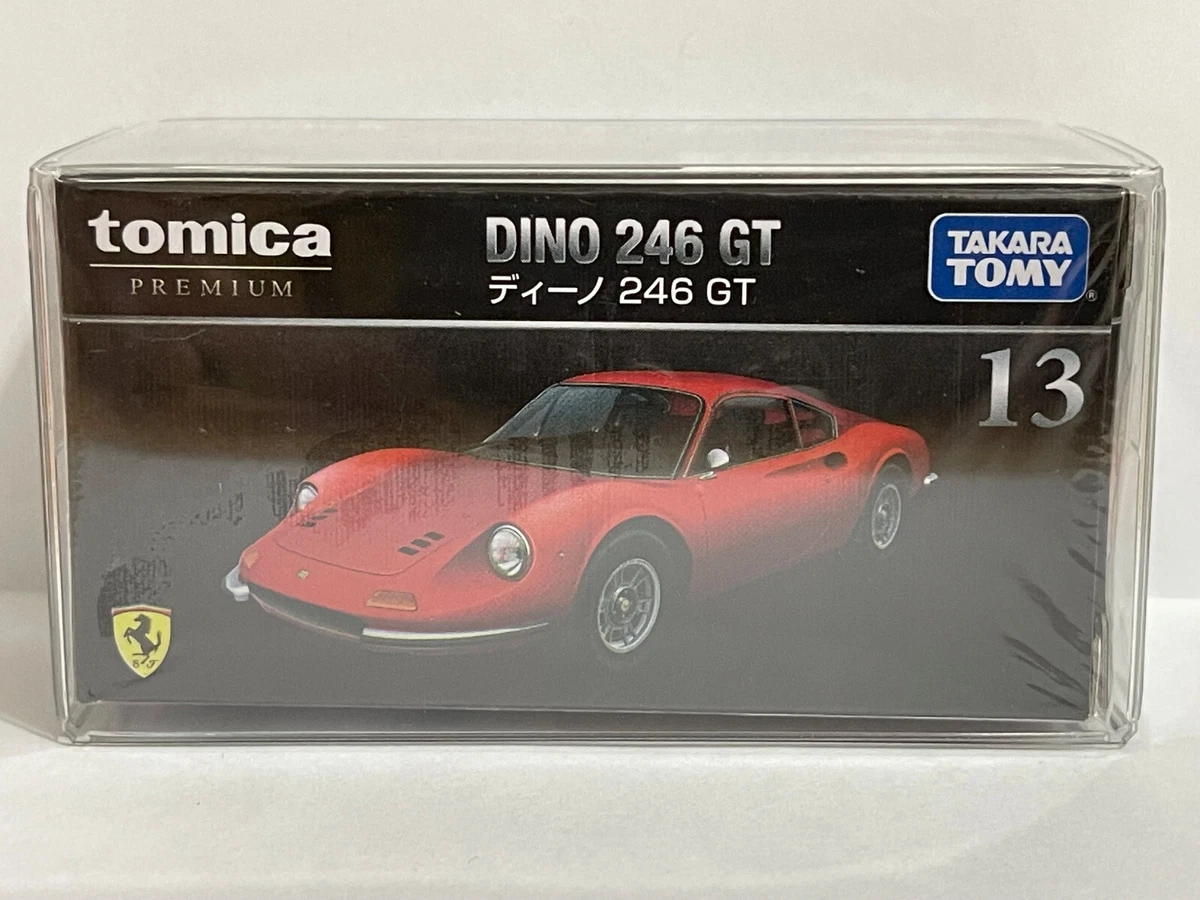 tomica
PREMIUM
DINO 246 GT
ディーノ 246 GT
TAKARA
TOMY
®
13
S F